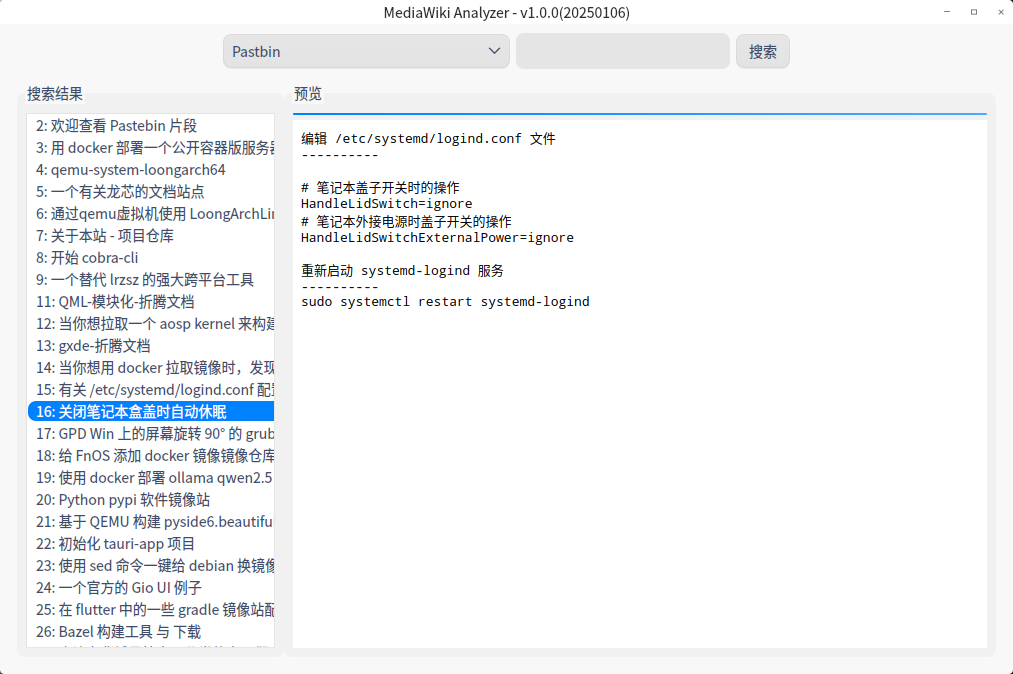 MediaWiki Analyzer - v1.0.0(20250106)
Pastbin
搜索
搜索结果
2: 欢迎查看 Pastebin 片段
3: 用 docker 部署一个公开容器版服务器
4: qemu-system-loongarch64
5: 一个有关龙芯的文档站点
6: 通过qemu虚拟机使用 LoongArchLin
7: 关于本站 - 项目仓库
8: 开始 cobra-cli
9: 一个替代 lrzsz 的强大跨平台工具
11: QML-模块化-折腾文档
12: 当你想拉取一个 aosp kernel 来构建
13: gxde-折腾文档
14: 当你想用 docker 拉取镜像时，发现
15: 有关 /etc/systemd/logind.conf 配置
16: 关闭笔记本盒盖时自动休眠
17: GPD Win 上的屏幕旋转 90° 的 grub
18: 给 FnOS 添加 docker 镜像镜像仓库
19: 使用 docker 部署 ollama qwen2.5
20: Python pypi 软件镜像站
21: 基于 QEMU 构建 pyside6.beautifu
22: 初始化 tauri-app 项目
23: 使用 sed 命令一键给 debian 换镜像
24: 一个官方的 Gio UI 例子
25: 在 flutter 中的一些 gradle 镜像站配
26: Bazel 构建工具 与 下载
预览
编辑 /etc/systemd/logind.conf 文件
----------
# 笔记本盖子开关时的操作
HandleLidSwitch=ignore
# 笔记本外接电源时盖子开关的操作
HandleLidSwitchExternalPower=ignore
重新启动 systemd-logind 服务
----------
sudo systemctl restart systemd-logind